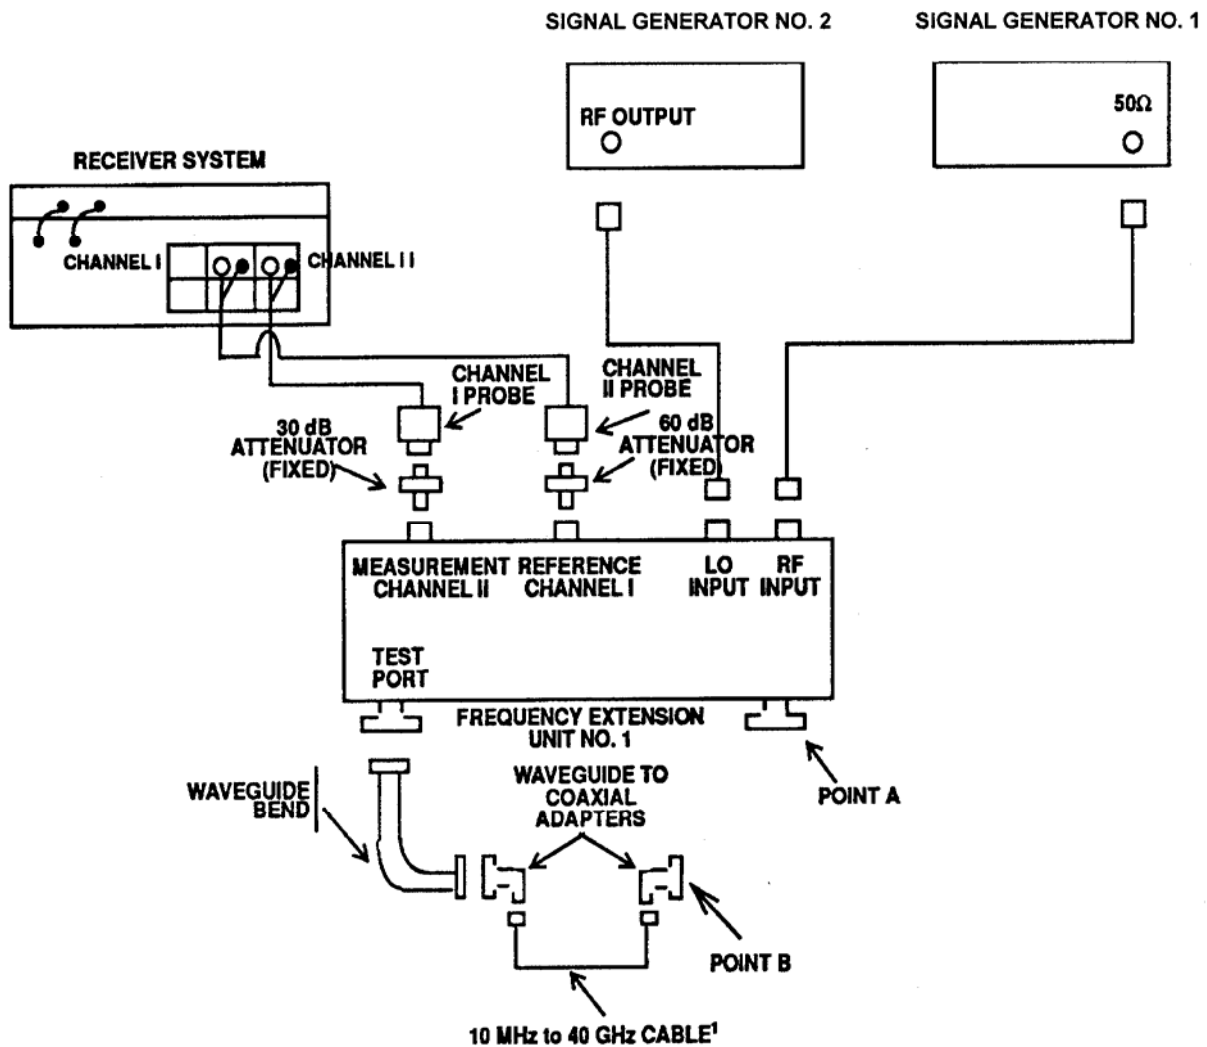 SIGNAL GENERATOR NO. 2
SIGNAL GENERATOR NO. 1
RF OUTPUT
50Ω
RECEIVER SYSTEM
CHANNEL I
CHANNEL I I
CHANNEL
I PROBE
CHANNEL
II PROBE
30 dB
ATTENUATOR
(FIXED)
60 dB
ATTENUATOR
(FIXED)
MEASUREMENT
CHANNEL II
REFERENCE
CHANNEL I
LO
INPUT
RF
INPUT
TEST
PORT
FREQUENCY EXTENSION
UNIT NO. 1
WAVEGUIDE
BEND
WAVEGUIDE TO
COAXIAL
ADAPTERS
POINT A
POINT B
10 MHz to 40 GHz CABLE¹